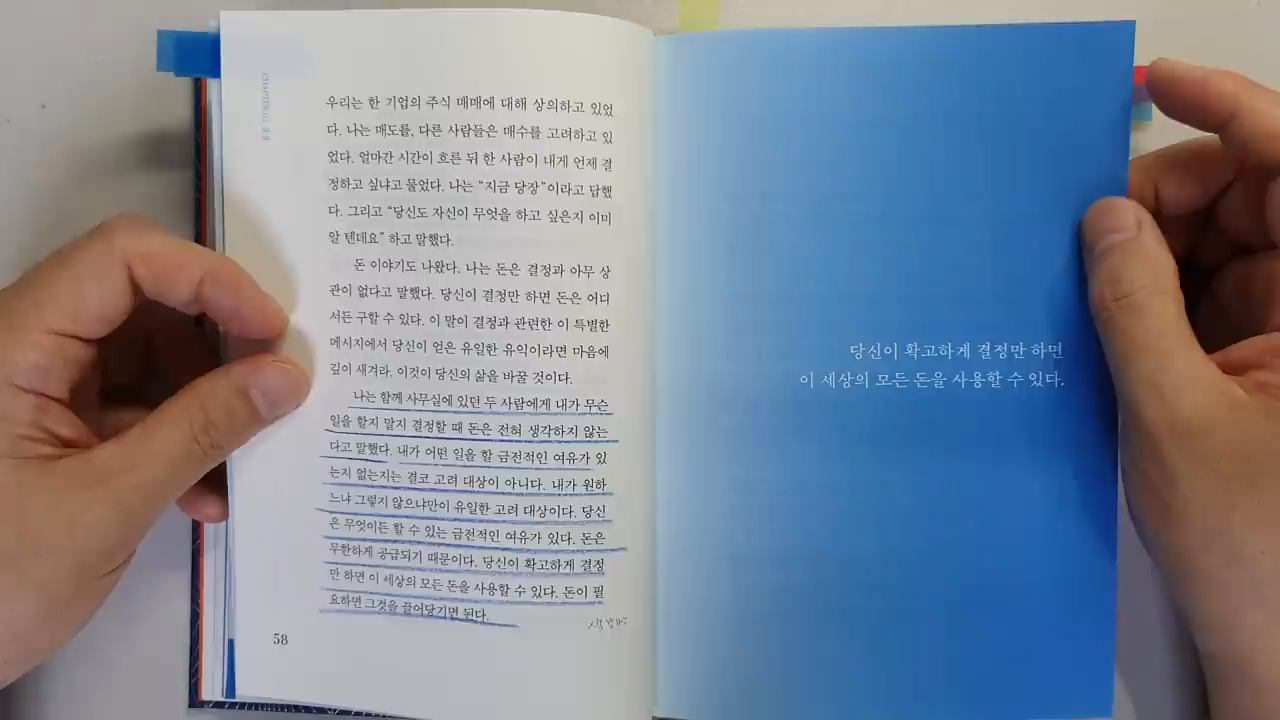 우리는 한 기업의 주식 매매에 대해 상의하고 있었
다. 나는 매도를, 다른 사람들은 매수를 고려하고 있
었다. 얼마간 시간이 흐른 뒤 한 사람이 내게 언제 결
정하고 싶냐고 물었다. 나는 “지금 당장”이라고 답했
다. 그리고 “당신도 자신이 무엇을 하고 싶은지 이미
알 텐데요” 하고 말했다.
돈 이야기도 나왔다. 나는 돈은 결정과 아무 상
관이 없다고 말했다. 당신이 결정만 하면 돈은 어디
서든 구할 수 있다. 이 말이 결정과 관련한 이 특별한
메시지에서 당신이 얻은 유일한 유익이라면 마음에
깊이 새겨라. 이것이 당신의 삶을 바꿀 것이다.
나는 함께 사무실에 있던 두 사람에게 내가 무슨
일을 할지 말지 결정할 때 돈은 전혀 생각하지 않는
다고 말했다. 내가 어떤 일을 할 금전적인 여유가 있
는지 없는지는 결코 고려 대상이 아니다. 내가 원하
느냐 그렇지 않으냐만이 유일한 고려 대상이다. 당신
은 무엇이든 할 수 있는 금전적인 여유가 있다. 돈은
무한하게 공급되기 때문이다. 당신이 확고하게 결정
만 하면 이 세상의 모든 돈을 사용할 수 있다. 돈이 필
요하면 그것을 끌어당기면 된다.
58
당신이 확고하게 결정만 하면
이 세상의 모든 돈을 사용할 수 있다.